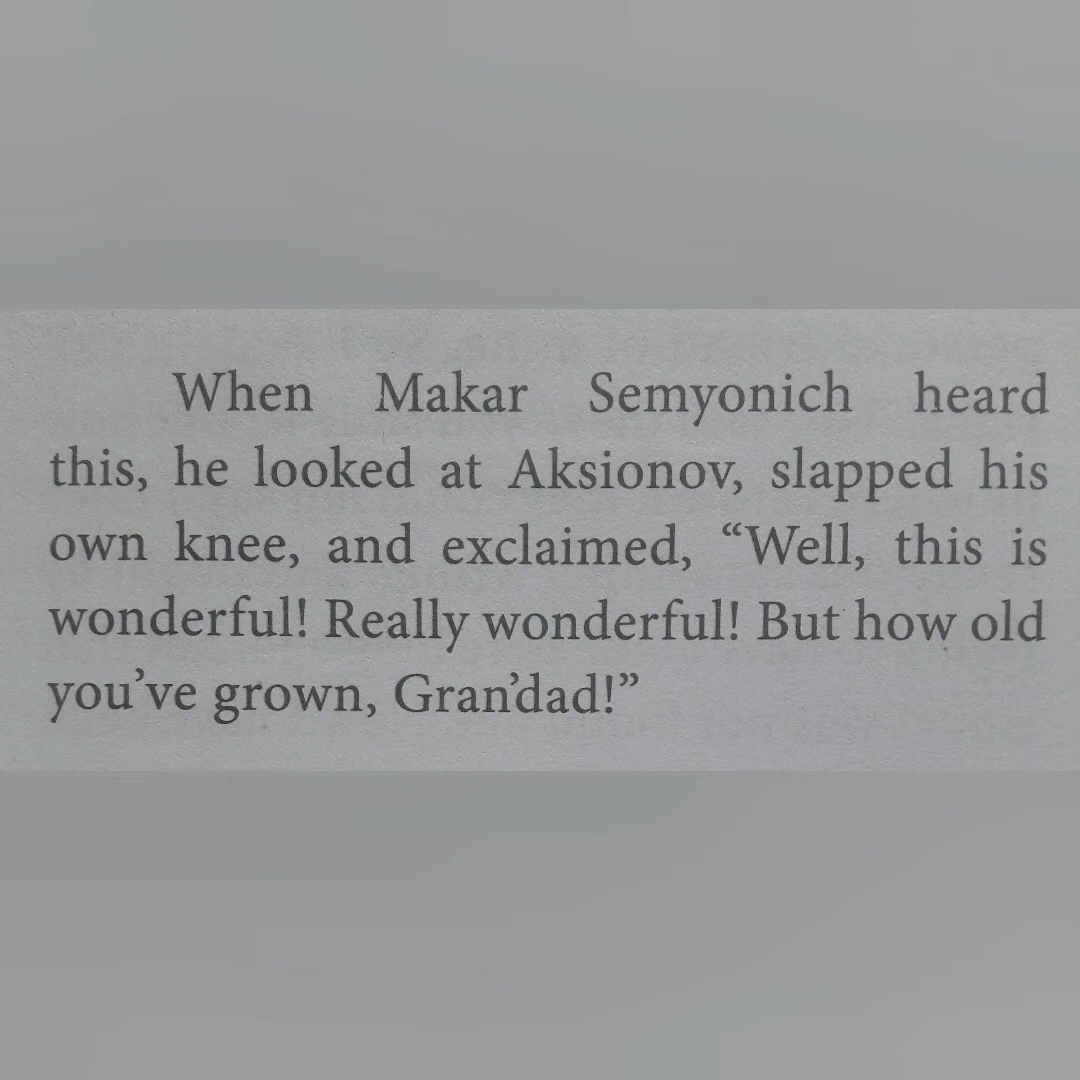 When Makar Semyonich heard
this, he looked at Aksionov, slapped his
own knee, and exclaimed, “Well, this is
wonderful! Really wonderful! But how old
you’ve grown, Gran’dad!”